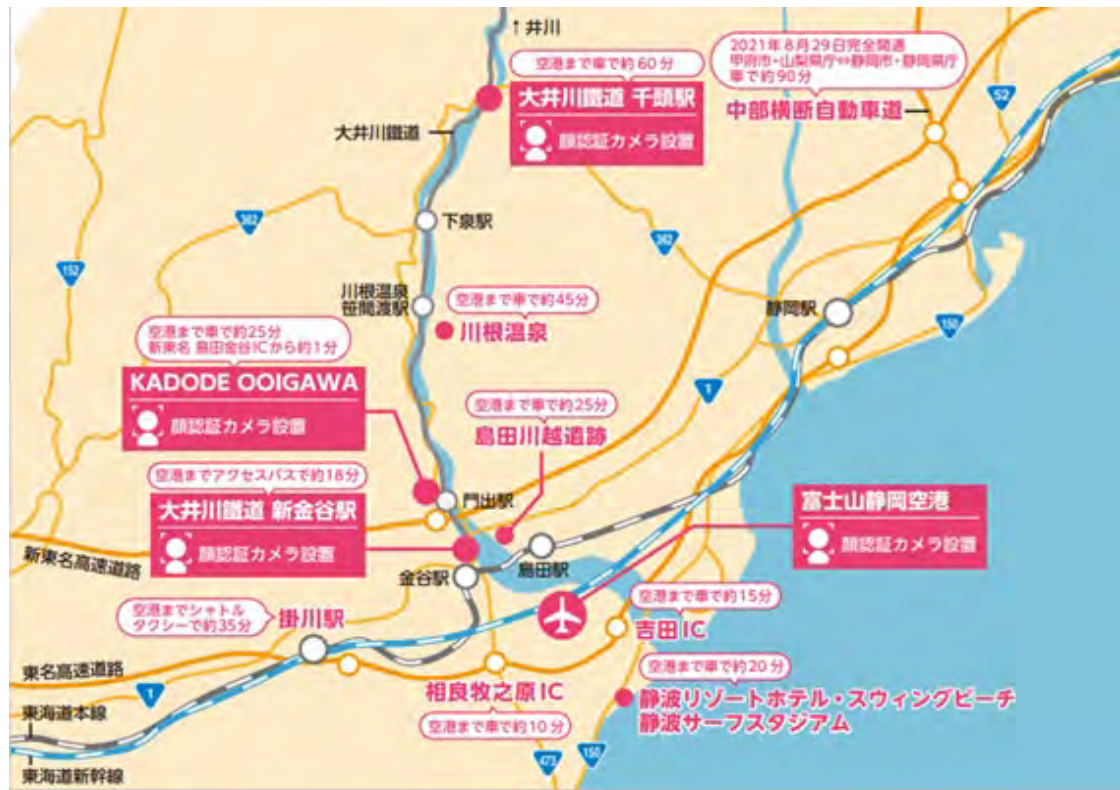 ↑井川
空港まで車で約60分
大井川鐵道 千頭駅
顔認証カメラ設置
大井川鐵道
2021年8月29日完全開通
甲府市・山梨県庁⇔静岡市・静岡県庁
車で約90分
中部横断自動車道
52
362
下泉駅
362
152
川根温泉
笹間渡駅
空港まで車で約45分
川根温泉
静岡駅
150
空港まで車で約25分
新東名 島田金谷ICから約1分
KADODE OOIGAWA
顔認証カメラ設置
1
空港まで車で約25分
島田川越遺跡
空港までアクセスバスで約18分
大井川鐵道 新金谷駅
顔認証カメラ設置
門出駅
富士山静岡空港
顔認証カメラ設置
新東名高速道路
金谷駅
島田駅
空港までシャトル
タクシーで約35分
掛川駅
空港まで車で約15分
吉田IC
東名高速道路
1
相良牧之原IC
空港まで車で約10分
空港まで車で約20分
静波リゾートホテル・スウィングビーチ
静波サーフスタジアム
東海道本線
東海道新幹線
473
150